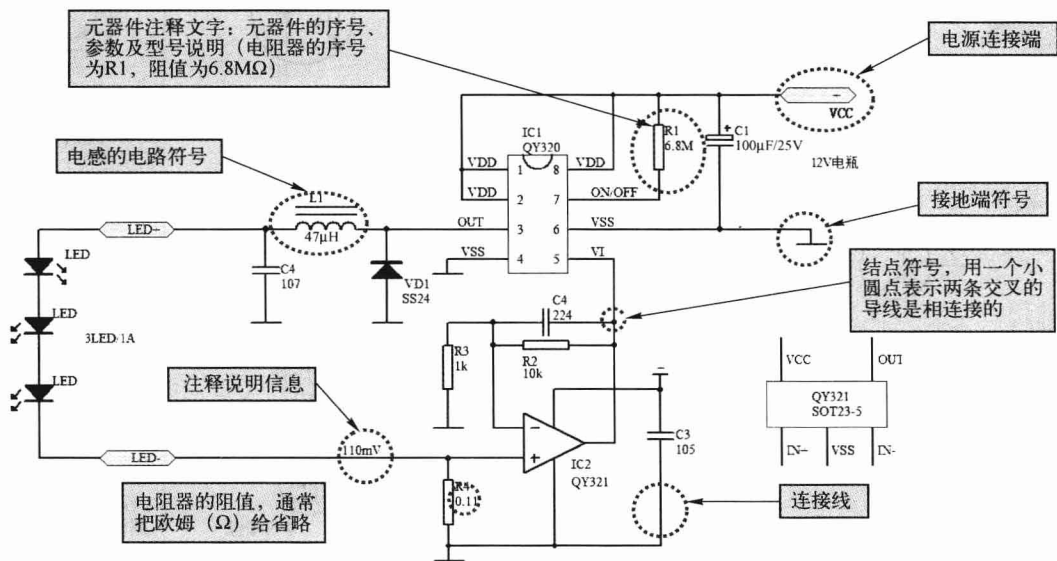 元器件注释文字:元器件的序号、
参数及型号说明(电阻器的序号
为R1,阻值为6.8MΩ)
电源连接端
VCC
12V电瓶
IC1
QY320
R1
6.8M
+ C1
100μF/25V
电感的电路符号
L1
47μH
VDD 1 8 VDD
VDD 2 7 ON/OFF
OUT 3 6 VSS
VSS 4 5 VI
接地端符号
LED+
LED
LED
3LED/1A
LED
C4
107
VD1
SS24
结点符号,用一个小
圆点表示两条交叉的
导线是相连接的
C4
224
R2
10k
R3
1k
VCC OUT
QY321
SOT23-5
IN+ VSS IN-
注释说明信息
LED-
110mV
−
+
IC2
QY321
C3
105
R4
0.11
电阻器的阻值,通常
把欧姆(Ω)给省略
连接线